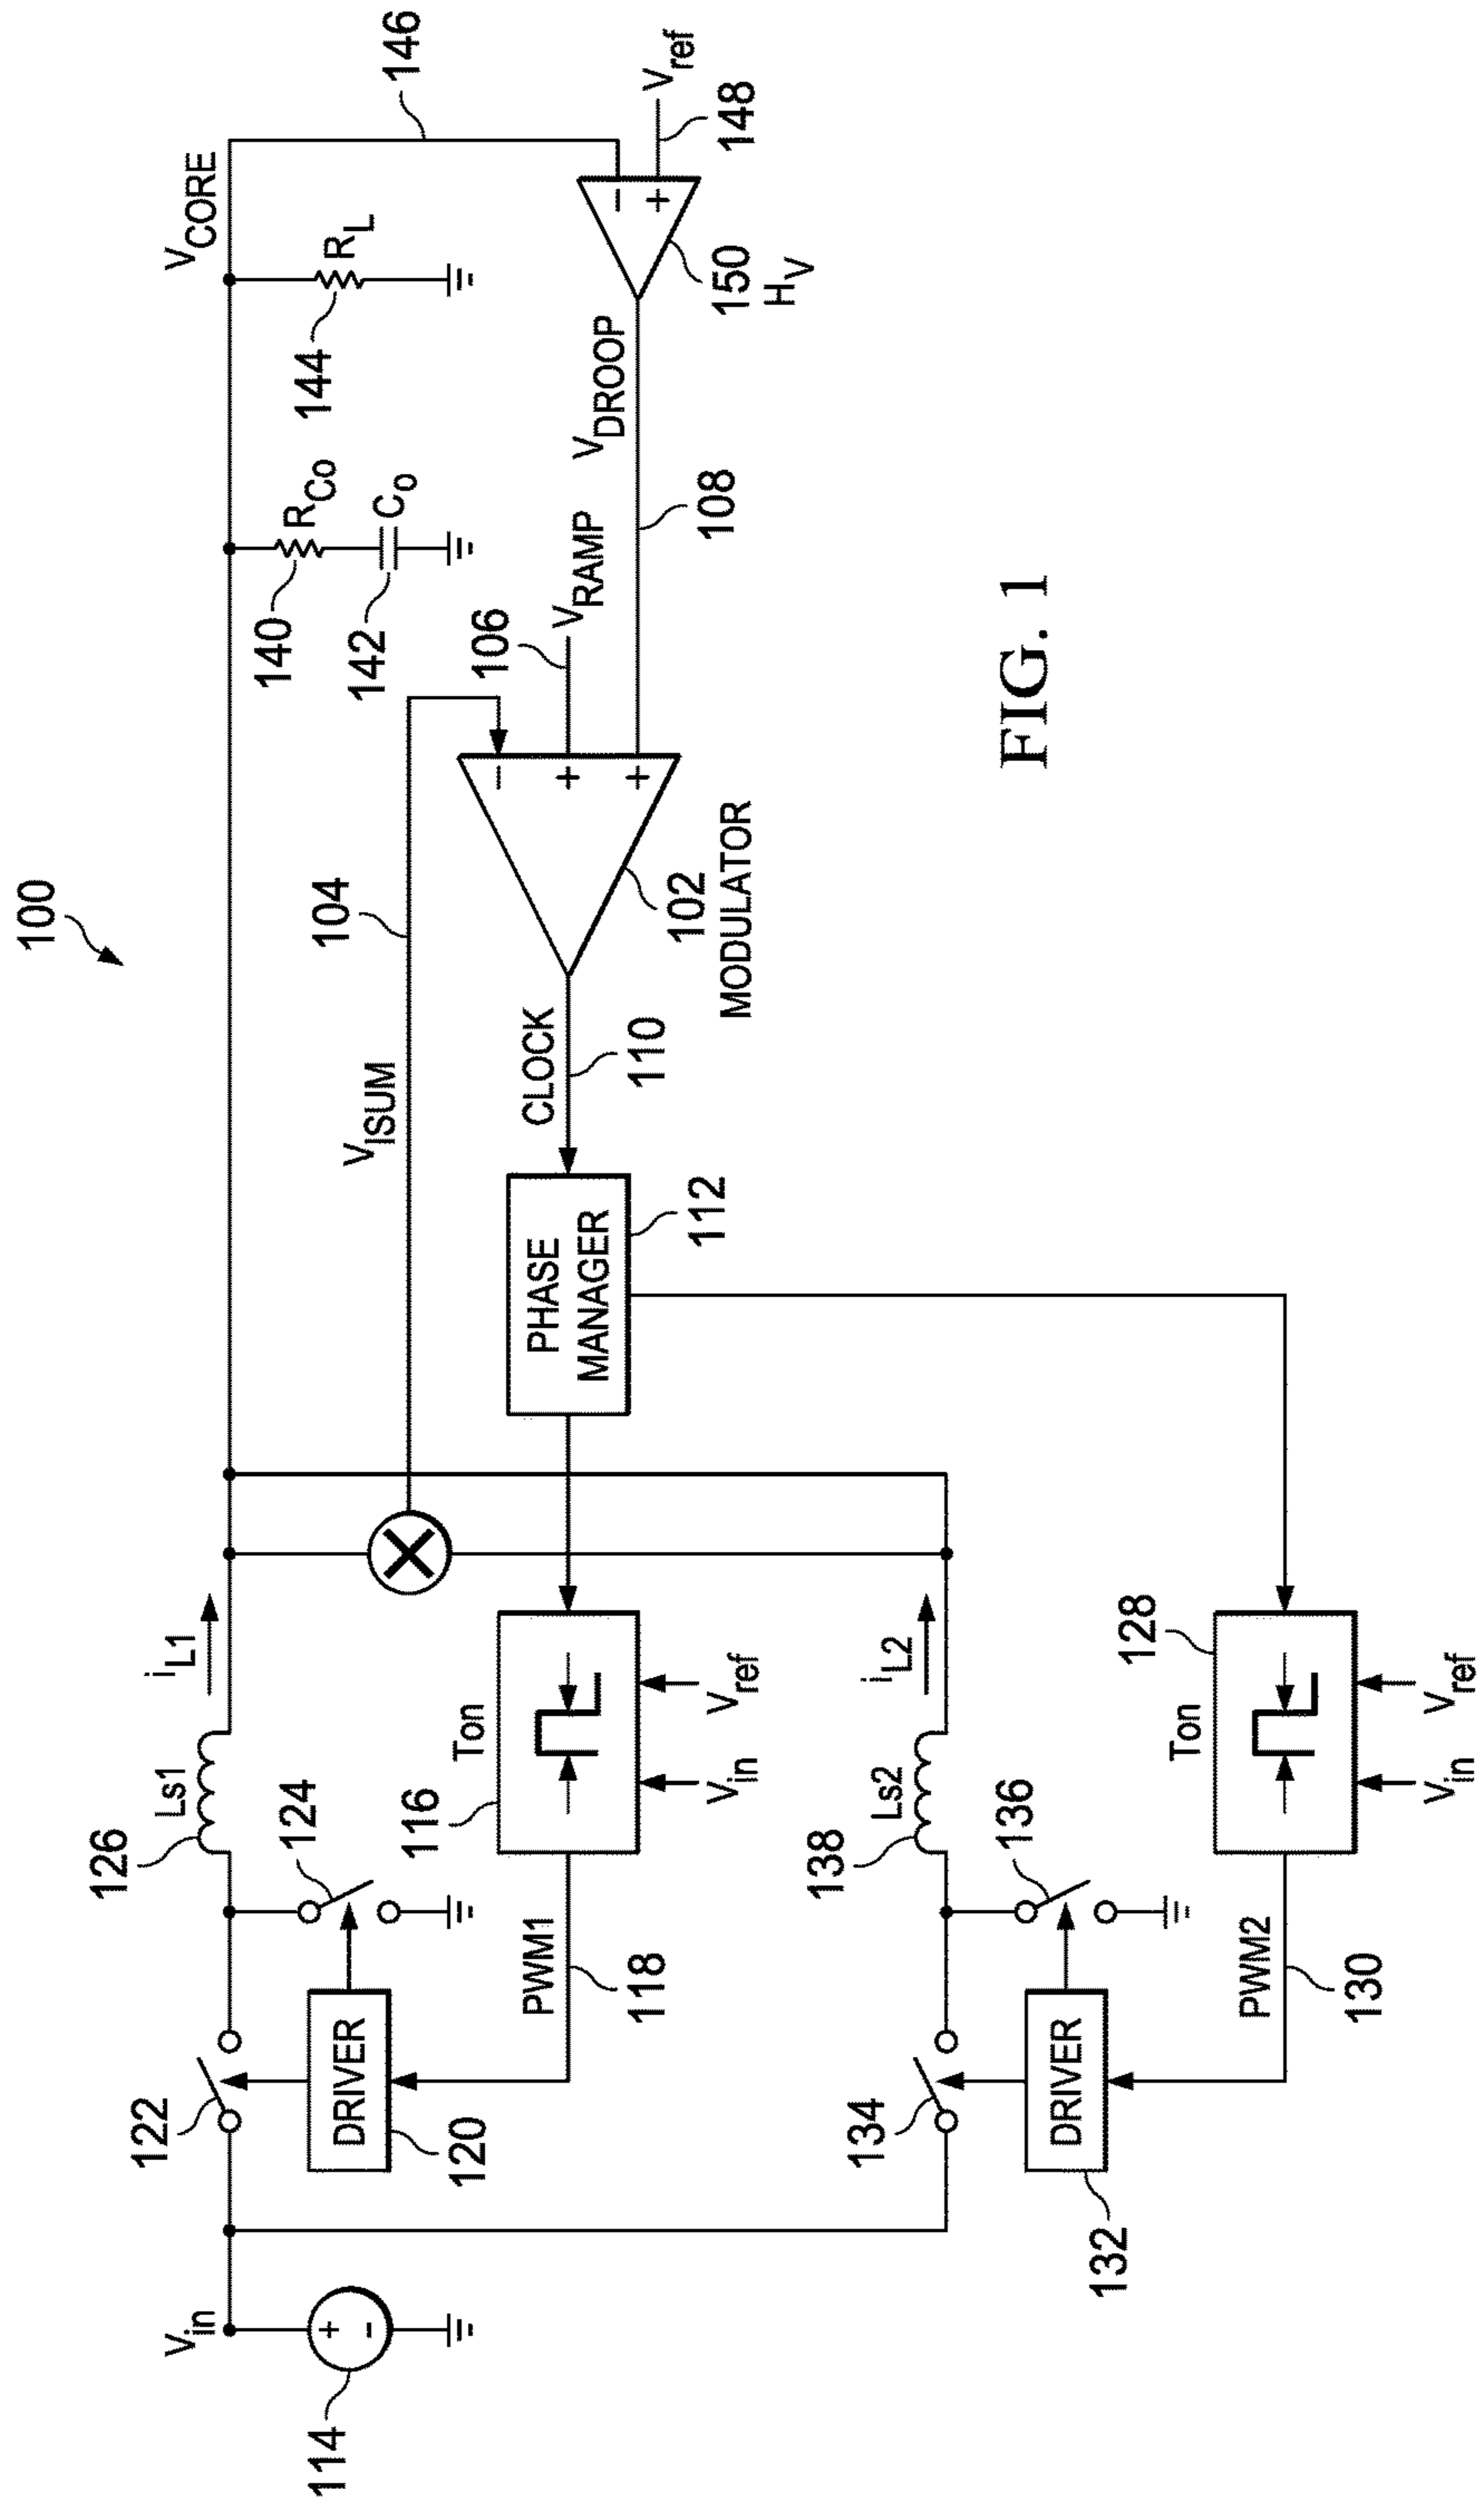 100
V_in
114
122
DRIVER
120
124
126
Ls1
i_L1
PWM1
118
116
Ton
V_in
V_ref
134
DRIVER
132
136
138
Ls2
i_L2
PWM2
130
128
Ton
V_in
V_ref
PHASE
MANAGER
112
CLOCK
110
V_ISUM
104
102
MODULATOR
−
+
+
106
V_RAMP
108
V_DROOP
140
R_Co
142
C_o
144
R_L
V_CORE
146
−
+
148
V_ref
150
H_V
+
-
FIG. 1